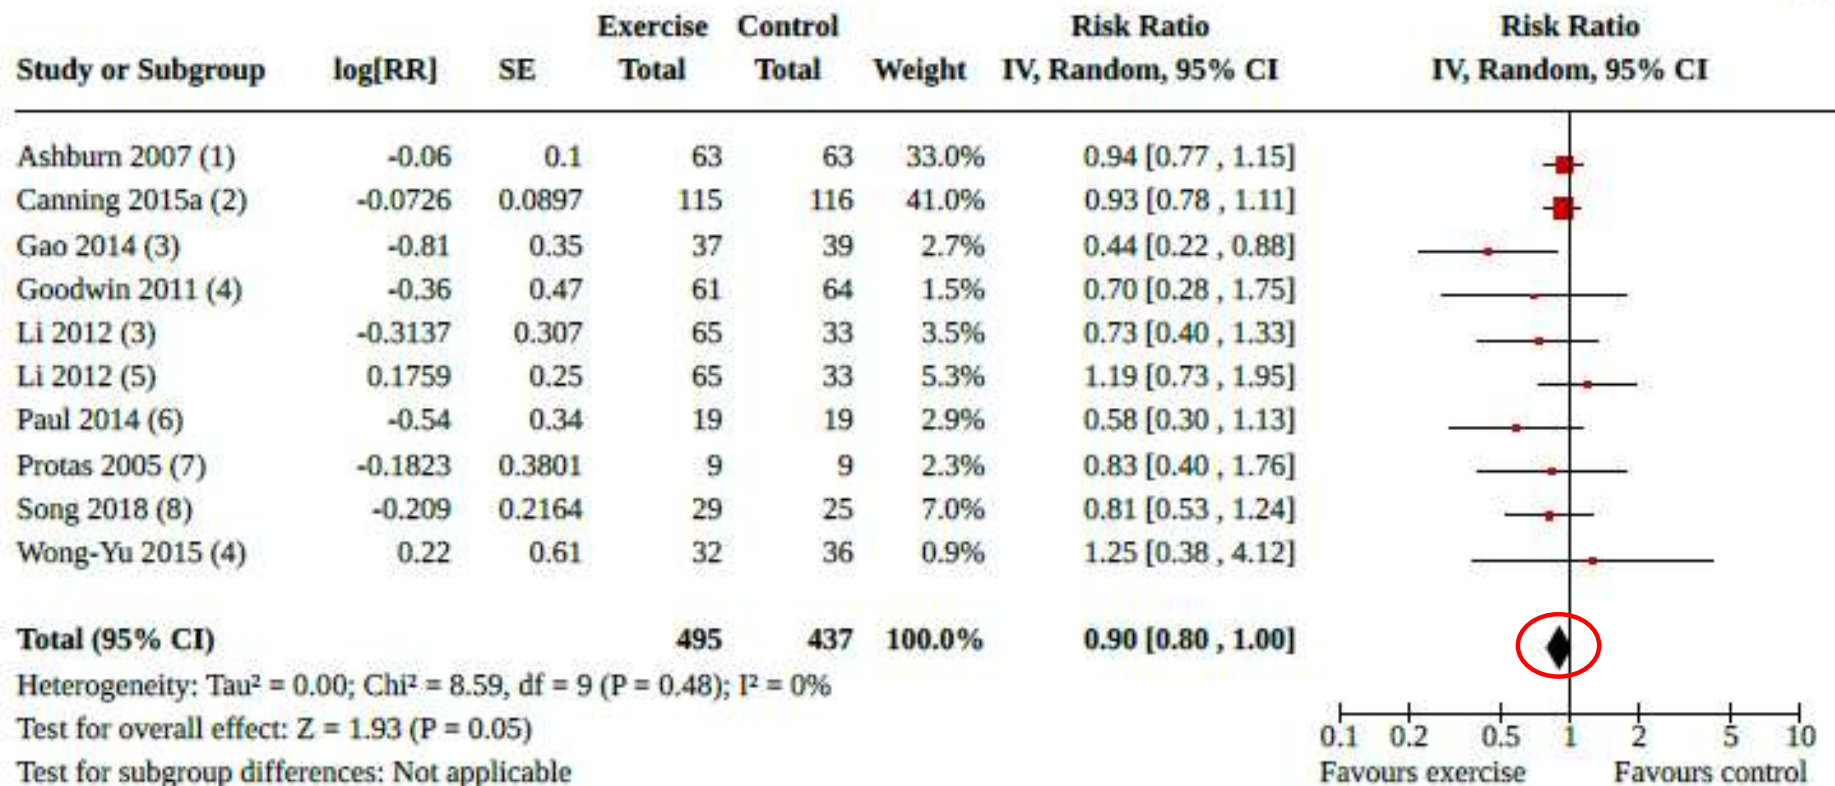 Exercise Control Risk Ratio Risk Ratio
Study or Subgroup log[RR] SE Total Total Weight IV, Random, 95% CI IV, Random, 95% CI
Ashburn 2007 (1) -0.06 0.1 63 63 33.0% 0.94 [0.77 , 1.15]
Canning 2015a (2) -0.0726 0.0897 115 116 41.0% 0.93 [0.78 , 1.11]
Gao 2014 (3) -0.81 0.35 37 39 2.7% 0.44 [0.22 , 0.88]
Goodwin 2011 (4) -0.36 0.47 61 64 1.5% 0.70 [0.28 , 1.75]
Li 2012 (3) -0.3137 0.307 65 33 3.5% 0.73 [0.40 , 1.33]
Li 2012 (5) 0.1759 0.25 65 33 5.3% 1.19 [0.73 , 1.95]
Paul 2014 (6) -0.54 0.34 19 19 2.9% 0.58 [0.30 , 1.13]
Protas 2005 (7) -0.1823 0.3801 9 9 2.3% 0.83 [0.40 , 1.76]
Song 2018 (8) -0.209 0.2164 29 25 7.0% 0.81 [0.53 , 1.24]
Wong-Yu 2015 (4) 0.22 0.61 32 36 0.9% 1.25 [0.38 , 4.12]
Total (95% CI) 495 437 100.0% 0.90 [0.80 , 1.00]
Heterogeneity: Tau² = 0.00; Chi² = 8.59, df = 9 (P = 0.48); I² = 0%
Test for overall effect: Z = 1.93 (P = 0.05)
0.1 0.2 0.5 1 2 5 10
Test for subgroup differences: Not applicable
Favours exercise Favours control